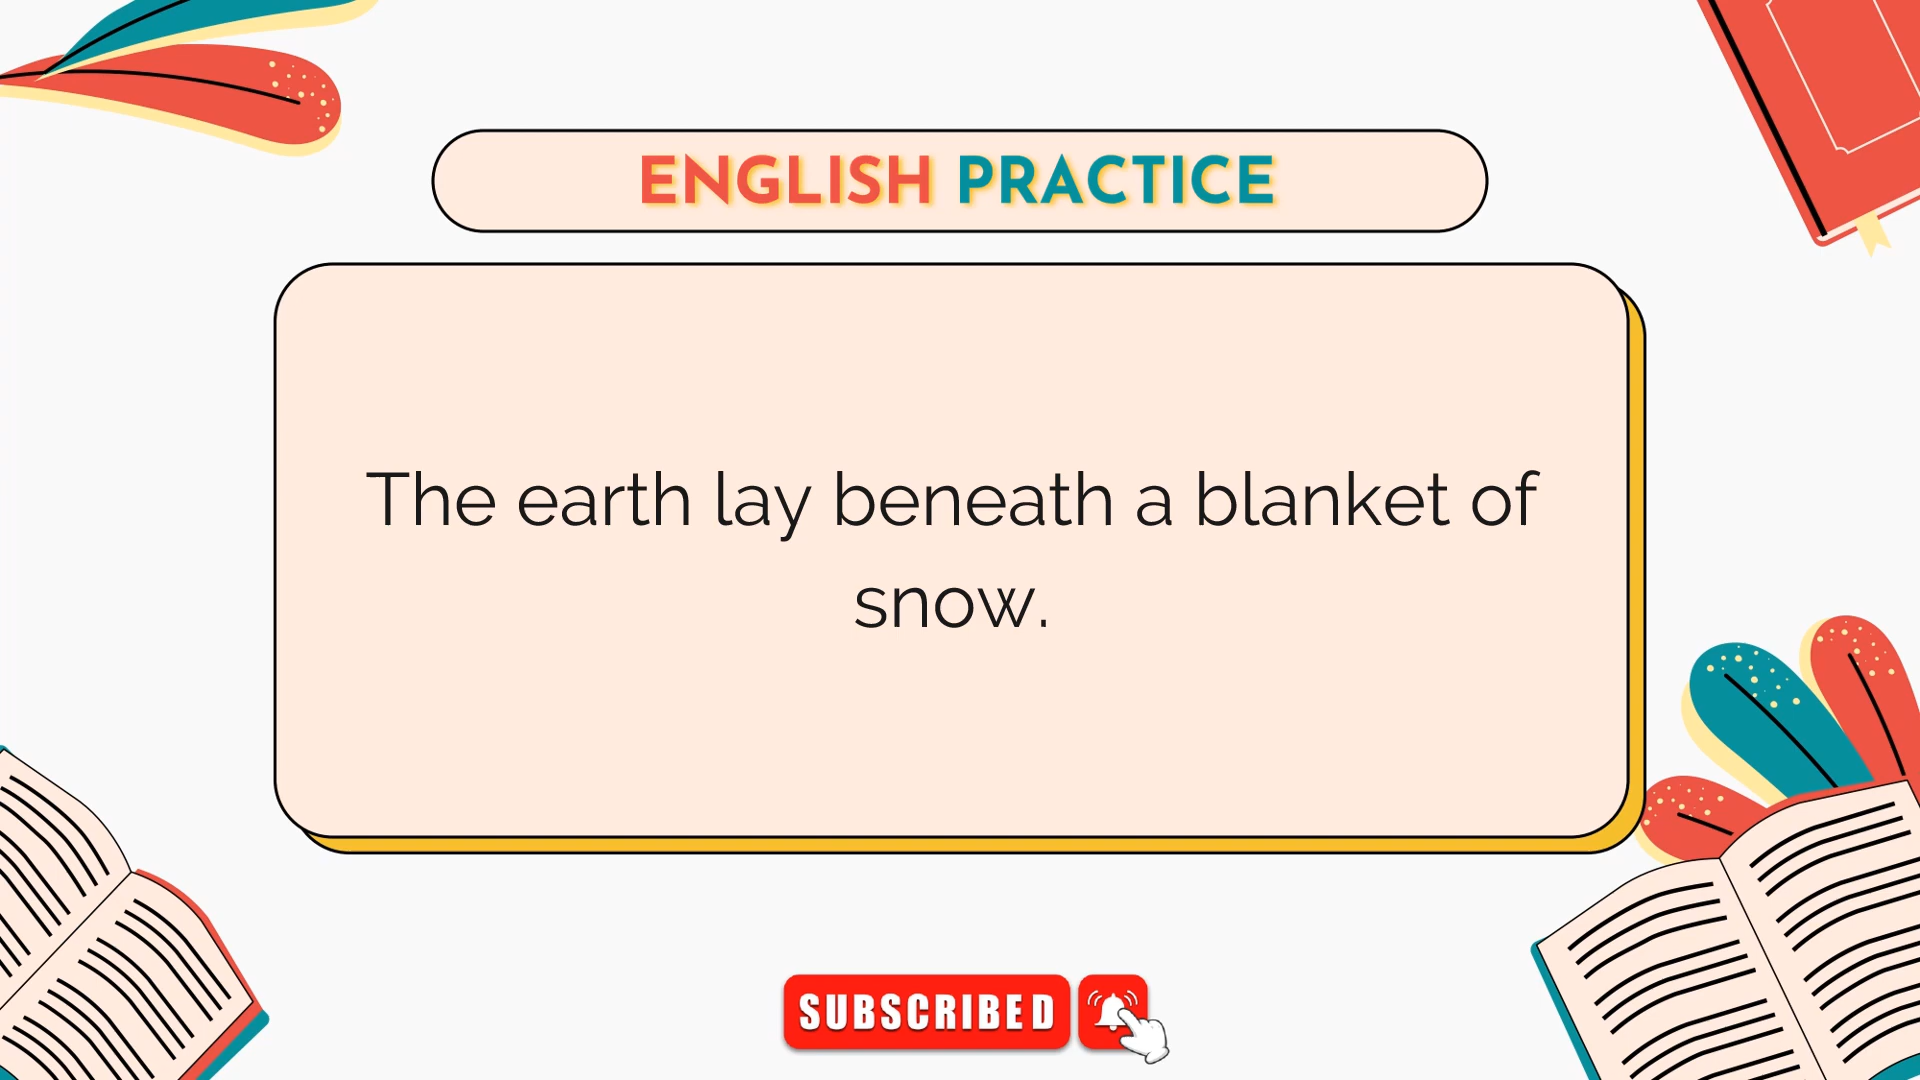 ENGLISH PRACTICE
The earth lay beneath a blanket of
snow.
SUBSCRIBED